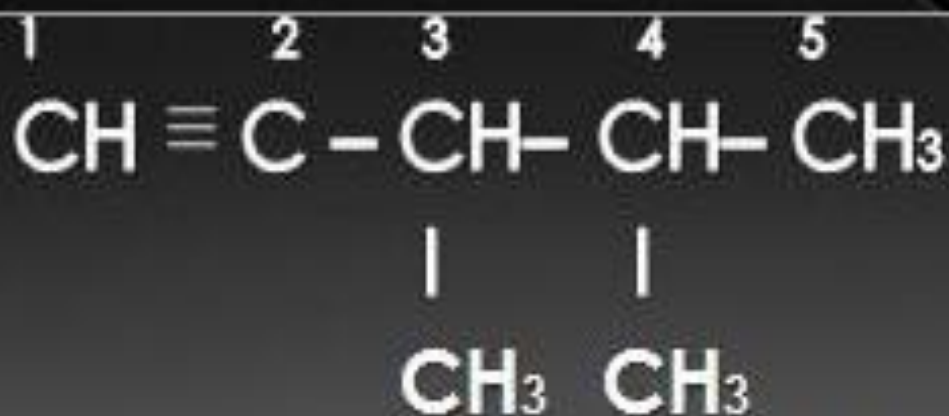 1 2 3 4 5
CH ≡ C – CH – CH – CH₃
| |
CH₃ CH₃